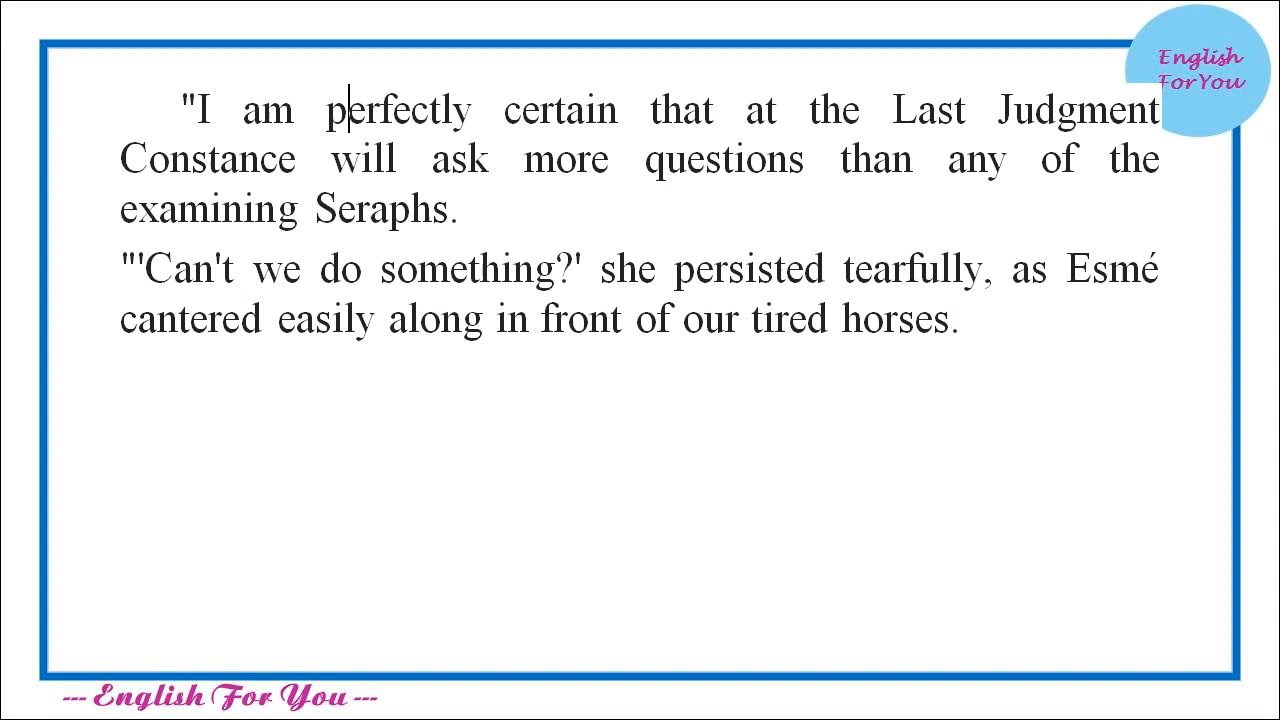 English
ForYou
"I am perfectly certain that at the Last Judgment
Constance will ask more questions than any of the
examining Seraphs.
"'Can't we do something?' she persisted tearfully, as Esmé
cantered easily along in front of our tired horses.
--- English For You ---